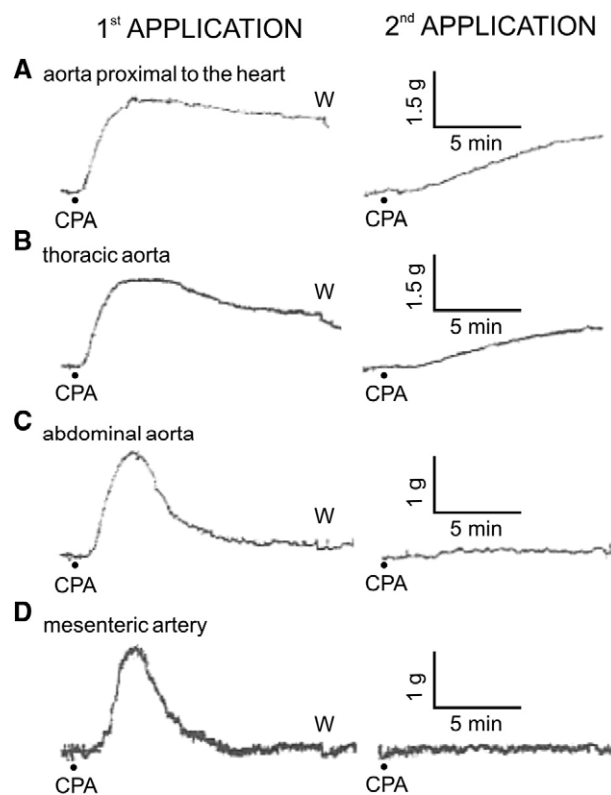 1st APPLICATION 2nd APPLICATION
A aorta proximal to the heart
W
1.5 g
5 min
CPA CPA
B thoracic aorta
W
1.5 g
5 min
CPA CPA
C abdominal aorta
W
1 g
5 min
CPA CPA
D mesenteric artery
W
1 g
5 min
CPA CPA